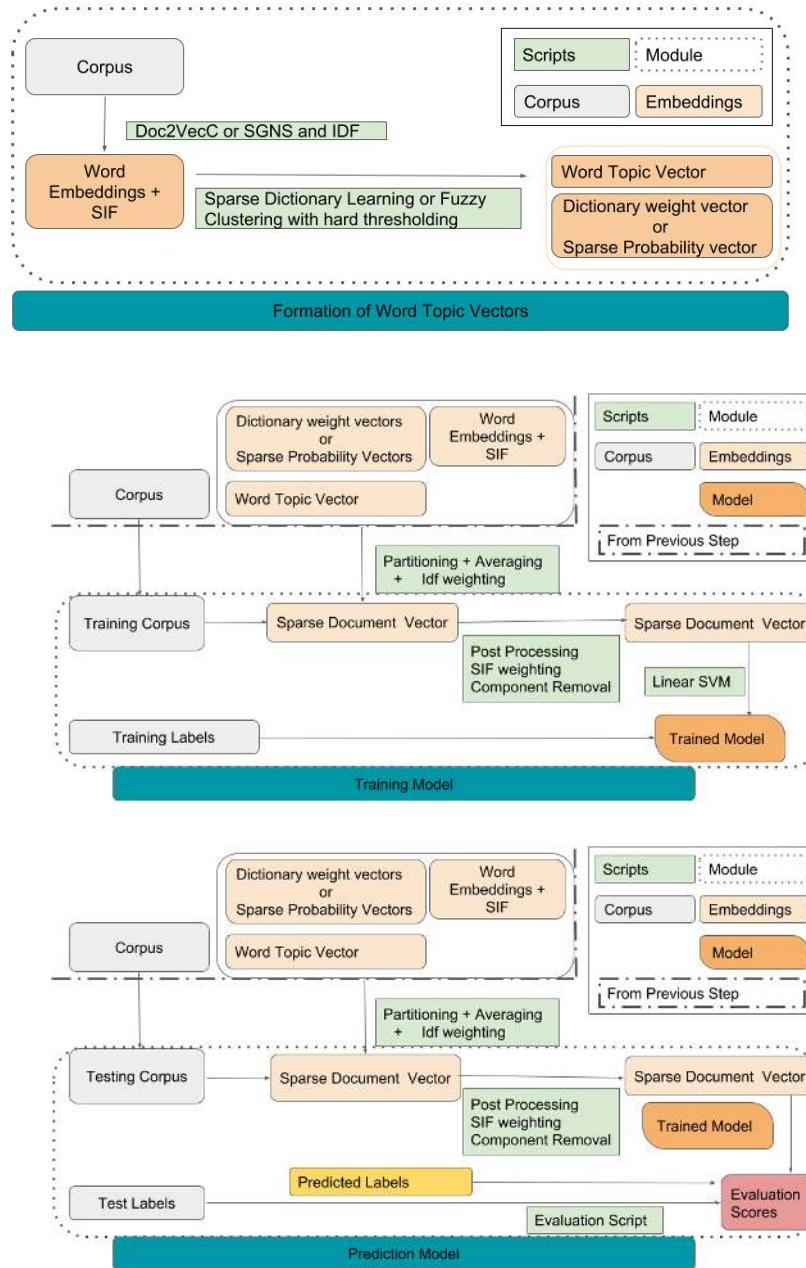 Corpus
Scripts
Module
Corpus
Embeddings
Doc2VecC or SGNS and IDF
Word
Embeddings +
SIF
Sparse Dictionary Learning or Fuzzy
Clustering with hard thresholding
Word Topic Vector
Dictionary weight vector
or
Sparse Probability vector
Formation of Word Topic Vectors
Dictionary weight vectors
or
Sparse Probability Vectors
Word
Embeddings +
SIF
Corpus
Word Topic Vector
Scripts
Module
Corpus
Embeddings
Model
From Previous Step
Partitioning + Averaging
+ Idf weighting
Training Corpus
Sparse Document Vector
Sparse Document Vector
Post Processing
SIF weighting
Component Removal
Linear SVM
Training Labels
Trained Model
Training Model
Dictionary weight vectors
or
Sparse Probability Vectors
Word
Embeddings +
SIF
Corpus
Word Topic Vector
Scripts
Module
Corpus
Embeddings
Model
From Previous Step
Partitioning + Averaging
+ Idf weighting
Testing Corpus
Sparse Document Vector
Sparse Document Vector
Post Processing
SIF weighting
Component Removal
Trained Model
Predicted Labels
Test Labels
Evaluation Script
Evaluation
Scores
Prediction Model